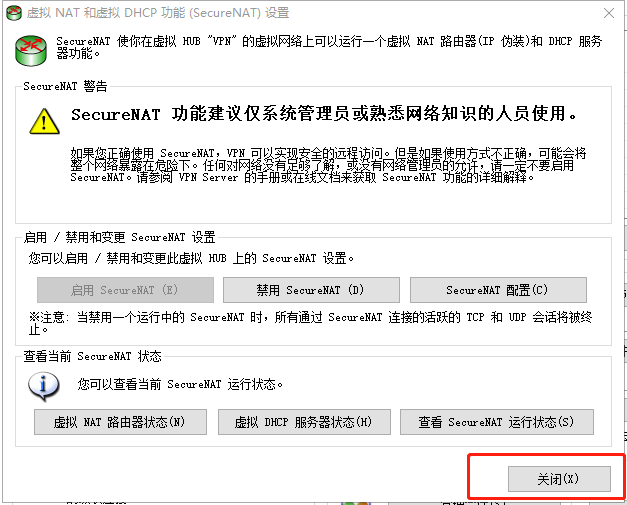 虚拟 NAT 和虚拟 DHCP 功能 (SecureNAT) 设置
SecureNAT 使你在虚拟 HUB "VPN" 的虚拟网络上可以运行一个虚拟 NAT 路由器(IP 伪装)和 DHCP 服务
器功能。
SecureNAT 警告
SecureNAT 功能建议仅系统管理员或熟悉网络知识的人员使用。
如果您正确使用 SecureNAT，VPN 可以实现安全的远程访问。但是如果使用方式不正确，可能会将
整个网络暴露在危险下。任何对网络没有足够了解，或没有网络管理员的允许，请一定不要启用
SecureNAT。请参阅 VPN Server 的手册或在线文档来获取 SecureNAT 功能的详细解释。
启用 / 禁用和变更 SecureNAT 设置
您可以启用 / 禁用和变更此虚拟 HUB 上的 SecureNAT 设置。
启用 SecureNAT (E)
禁用 SecureNAT (D)
SecureNAT 配置(C)
※注意: 当禁用一个运行中的 SecureNAT 时,所有通过 SecureNAT 连接的活跃的 TCP 和 UDP 会话将被终
止。
查看当前 SecureNAT 状态
您可以查看当前 SecureNAT 运行状态。
虚拟 NAT 路由器状态(N)
虚拟 DHCP 服务器状态(H)
查看 SecureNAT 运行状态(S)
关闭(X)